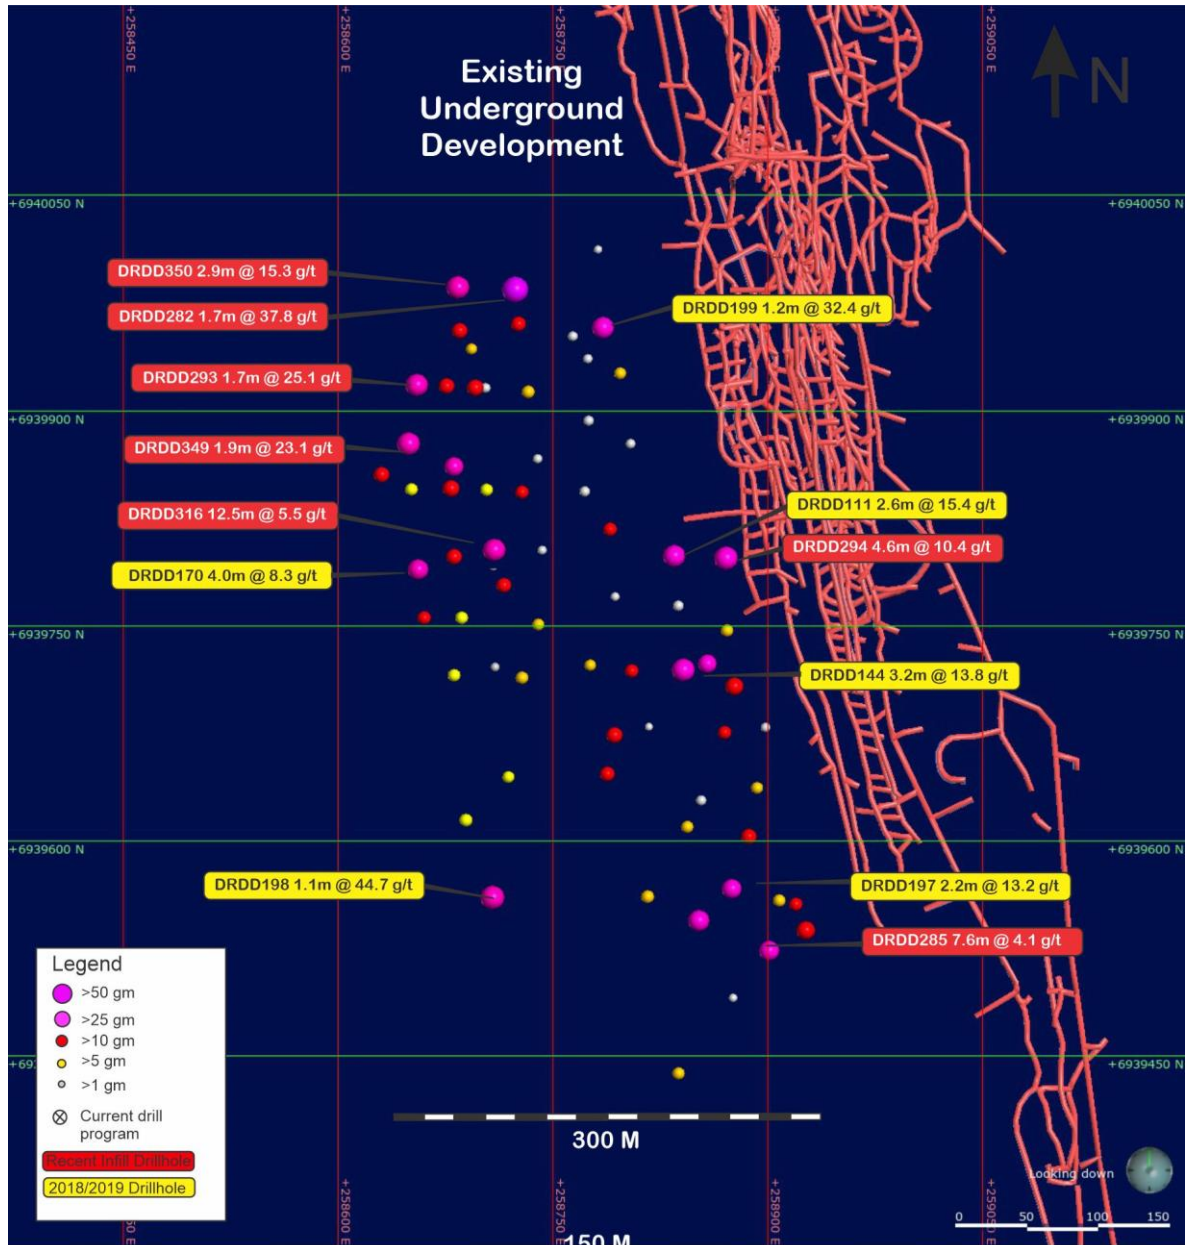 +258450 E
+258600 E
+258750 E
+258900 E
+259050 E
Existing
Underground
Development
N
+6940050 N
+6940050 N
DRDD350 2.9m @ 15.3 g/t
DRDD282 1.7m @ 37.8 g/t
DRDD199 1.2m @ 32.4 g/t
DRDD293 1.7m @ 25.1 g/t
+6939900 N
+6939900 N
DRDD349 1.9m @ 23.1 g/t
DRDD316 12.5m @ 5.5 g/t
DRDD111 2.6m @ 15.4 g/t
DRDD294 4.6m @ 10.4 g/t
DRDD170 4.0m @ 8.3 g/t
+6939750 N
+6939750 N
DRDD144 3.2m @ 13.8 g/t
+6939600 N
+6939600 N
DRDD198 1.1m @ 44.7 g/t
DRDD197 2.2m @ 13.2 g/t
DRDD285 7.6m @ 4.1 g/t
Legend
>50 gm
>25 gm
>10 gm
>5 gm
>1 gm
Current drill
program
Recent Infill Drillhole
2018/2019 Drillhole
+6939450 N
300 M
Looking down
0 50 100 150
+258600 E
+258750 E
+258900 E
+259050 E
150 M